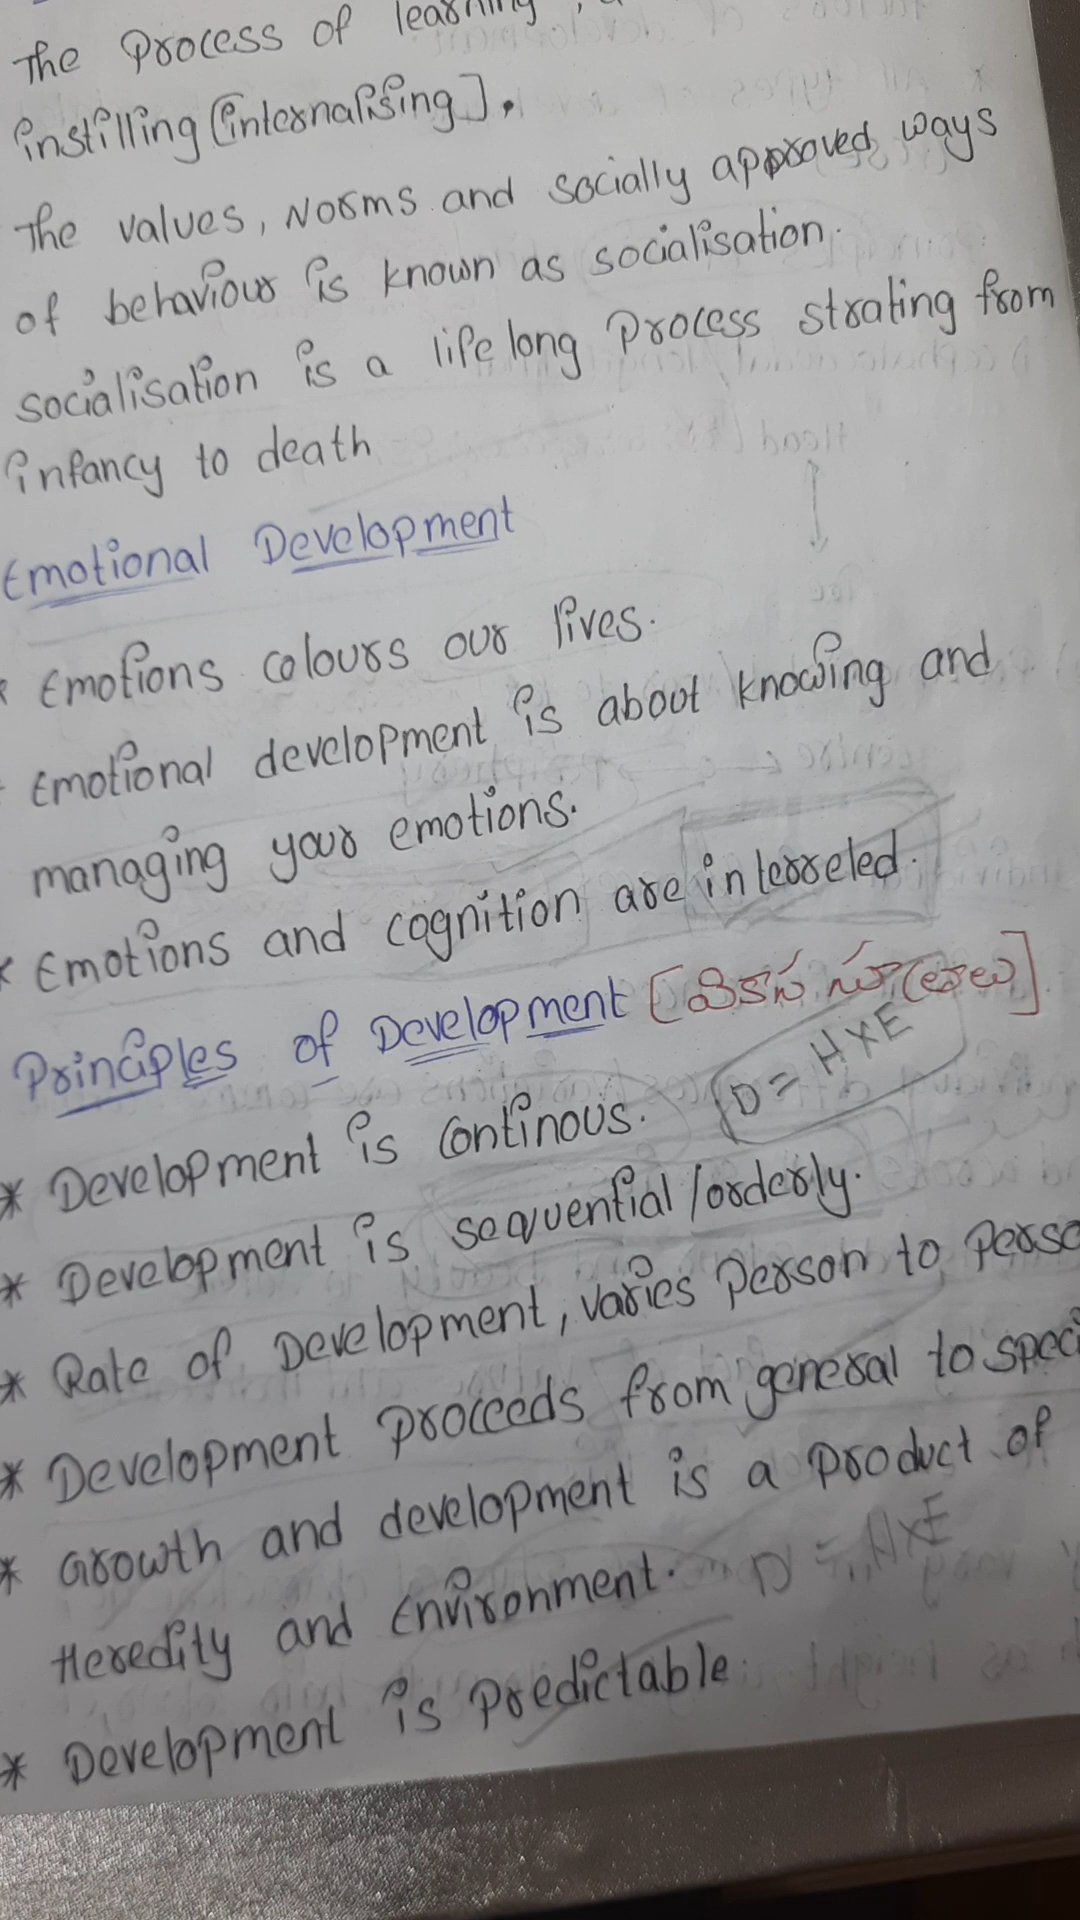 The Process of learning,
instilling [internalising].
The values, Norms and socially approved ways
of behaviour is known as socialisation.
socialisation is a life long Process strating from
infancy to death
Emotional Development
Emotions colours our lives.
Emotional development is about knowing and
managing your emotions.
* Emotions and cognition are interreled.
Principles of Development [వికాస సూత్రాలు]
D = H×E
* Development is continous.
* Development is sequential /orderly.
* Rate of Development, varies Person to Perso
* Development proceeds from general to speci
* Growth and development is a product of
Heredity and Environment. D = H×E
* Development is Predictable.